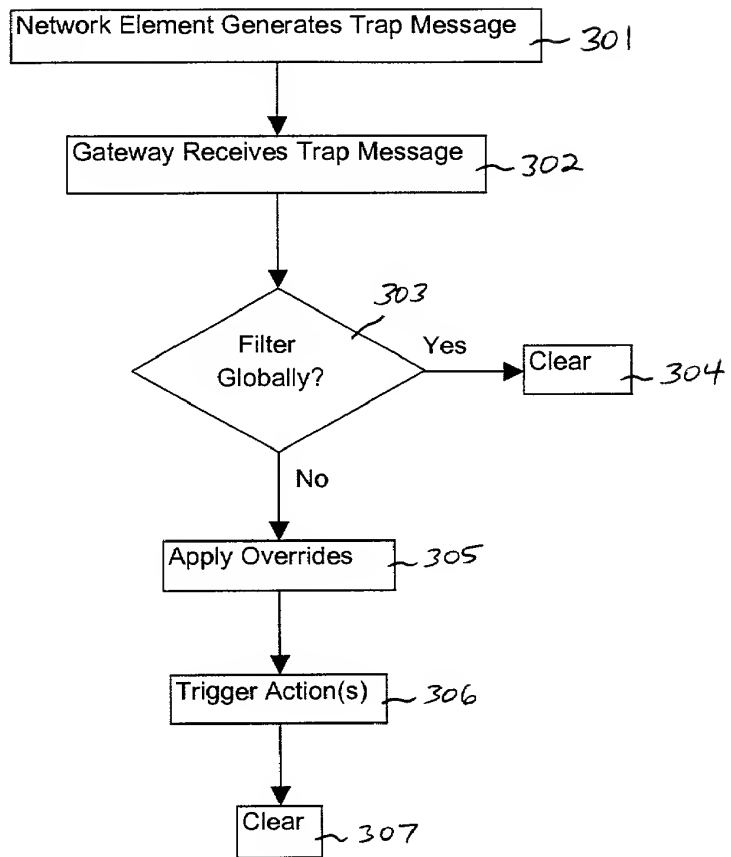 Network Element Generates Trap Message
301
Gateway Receives Trap Message
302
303
Filter
Globally?
Yes
Clear
304
No
Apply Overrides
305
Trigger Action(s)
306
Clear
307